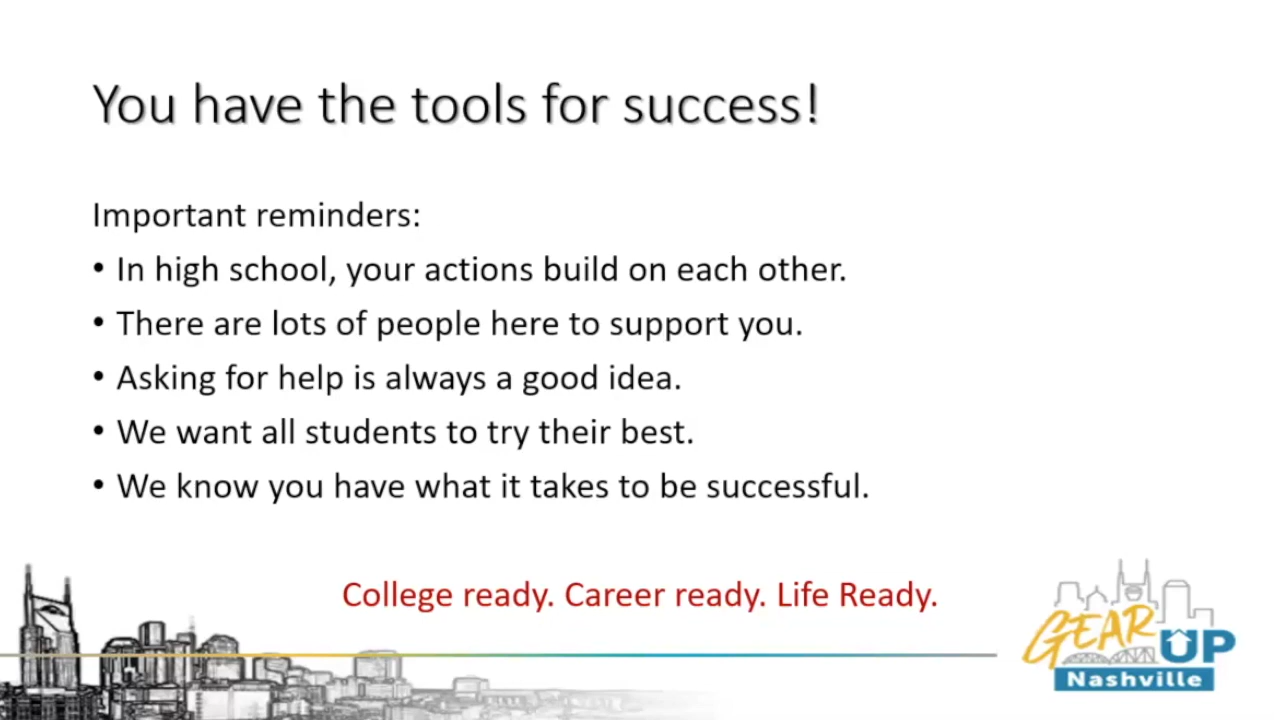 You have the tools for success!
Important reminders:
• In high school, your actions build on each other.
• There are lots of people here to support you.
• Asking for help is always a good idea.
• We want all students to try their best.
• We know you have what it takes to be successful.
College ready. Career ready. Life Ready.
GEAR
UP
Nashville